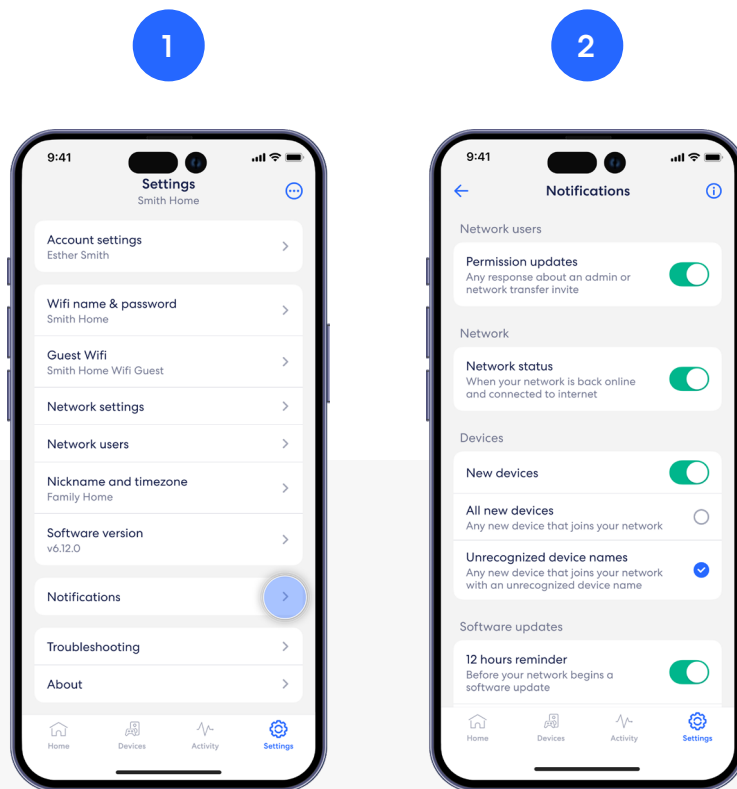 1
9:41
Settings
Smith Home
Account settings
Esther Smith
Wifi name & password
Smith Home
Guest Wifi
Smith Home Wifi Guest
Network settings
Network users
Nickname and timezone
Family Home
Software version
v6.12.0
Notifications
Troubleshooting
About
Home
Devices
Activity
Settings
2
9:41
Notifications
Network users
Permission updates
Any response about an admin or
network transfer invite
Network
Network status
When your network is back online
and connected to internet
Devices
New devices
All new devices
Any new device that joins your network
Unrecognized device names
Any new device that joins your network
with an unrecognized device name
Software updates
12 hours reminder
Before your network begins a
software update
Home
Devices
Activity
Settings